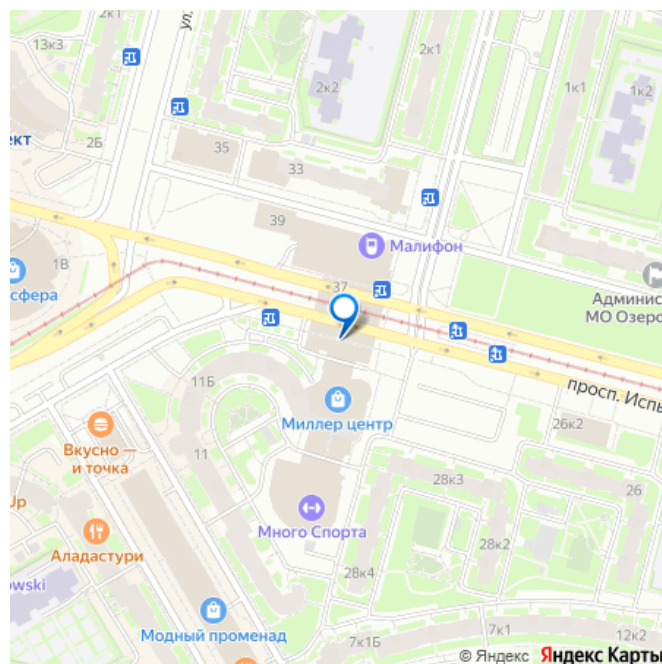 13к3
ул.
2к1
2к2
1к1
1к2
ект
2Б
35
33
39
Малифон
1В
сфера
37
Админис
МО Озеро
просп. Испы
11Б
Миллер центр
26к2
Вкусно —
и точка
11
28к3
26
Up
Много Спорта
Аладастури
28к2
28к4
owski
Модный променад
7к1Б
7к1
12к2
© Яндекс Яндекс Карты